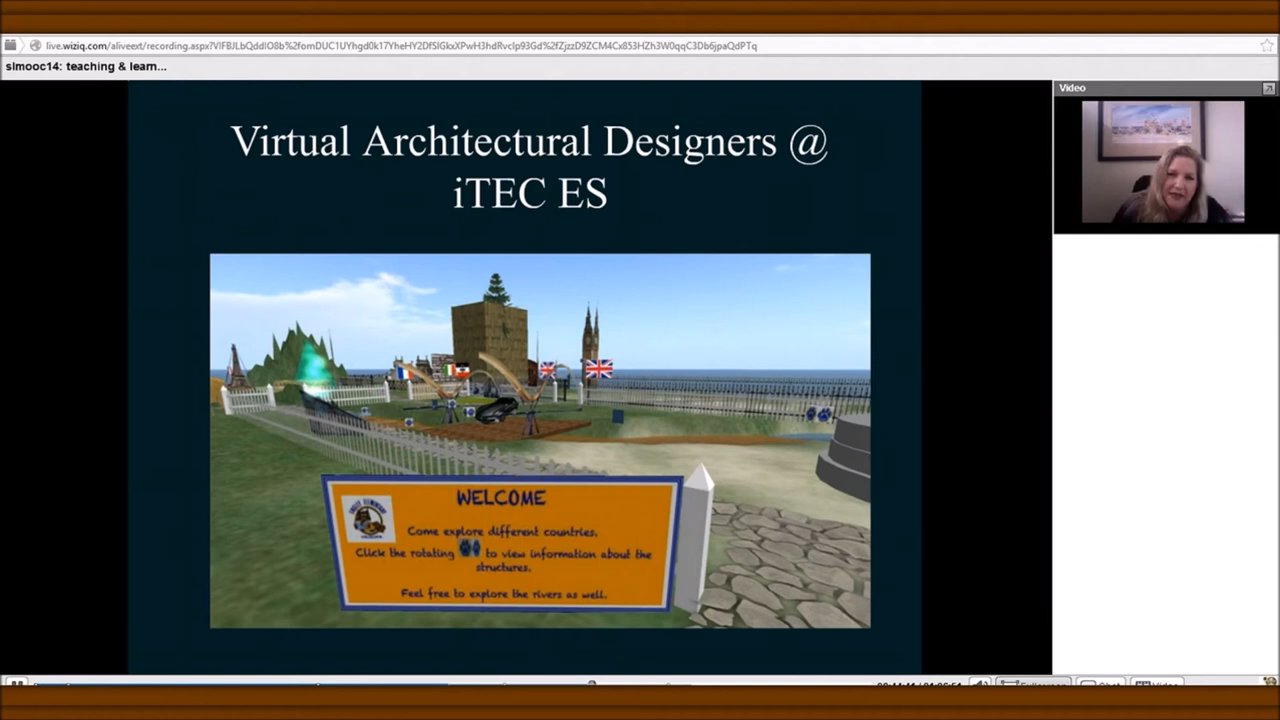 live.wiziq.com/aliveext/recording.aspx?VIFBJLbQddIO8b%2fomDUC1UYhgd0k17YheHY2DfSIGkxXPwH3hdRvclp93Gd%2fZjzzD9ZCM4Cx853HZh3W0qqC3Db6jpaQdPTq
slmooc14: teaching & learn...
Video
Virtual Architectural Designers @
iTEC ES
WELCOME
Come explore different countries.
Click the rotating to view information about the
structures.
Feel free to explore the rivers as well.